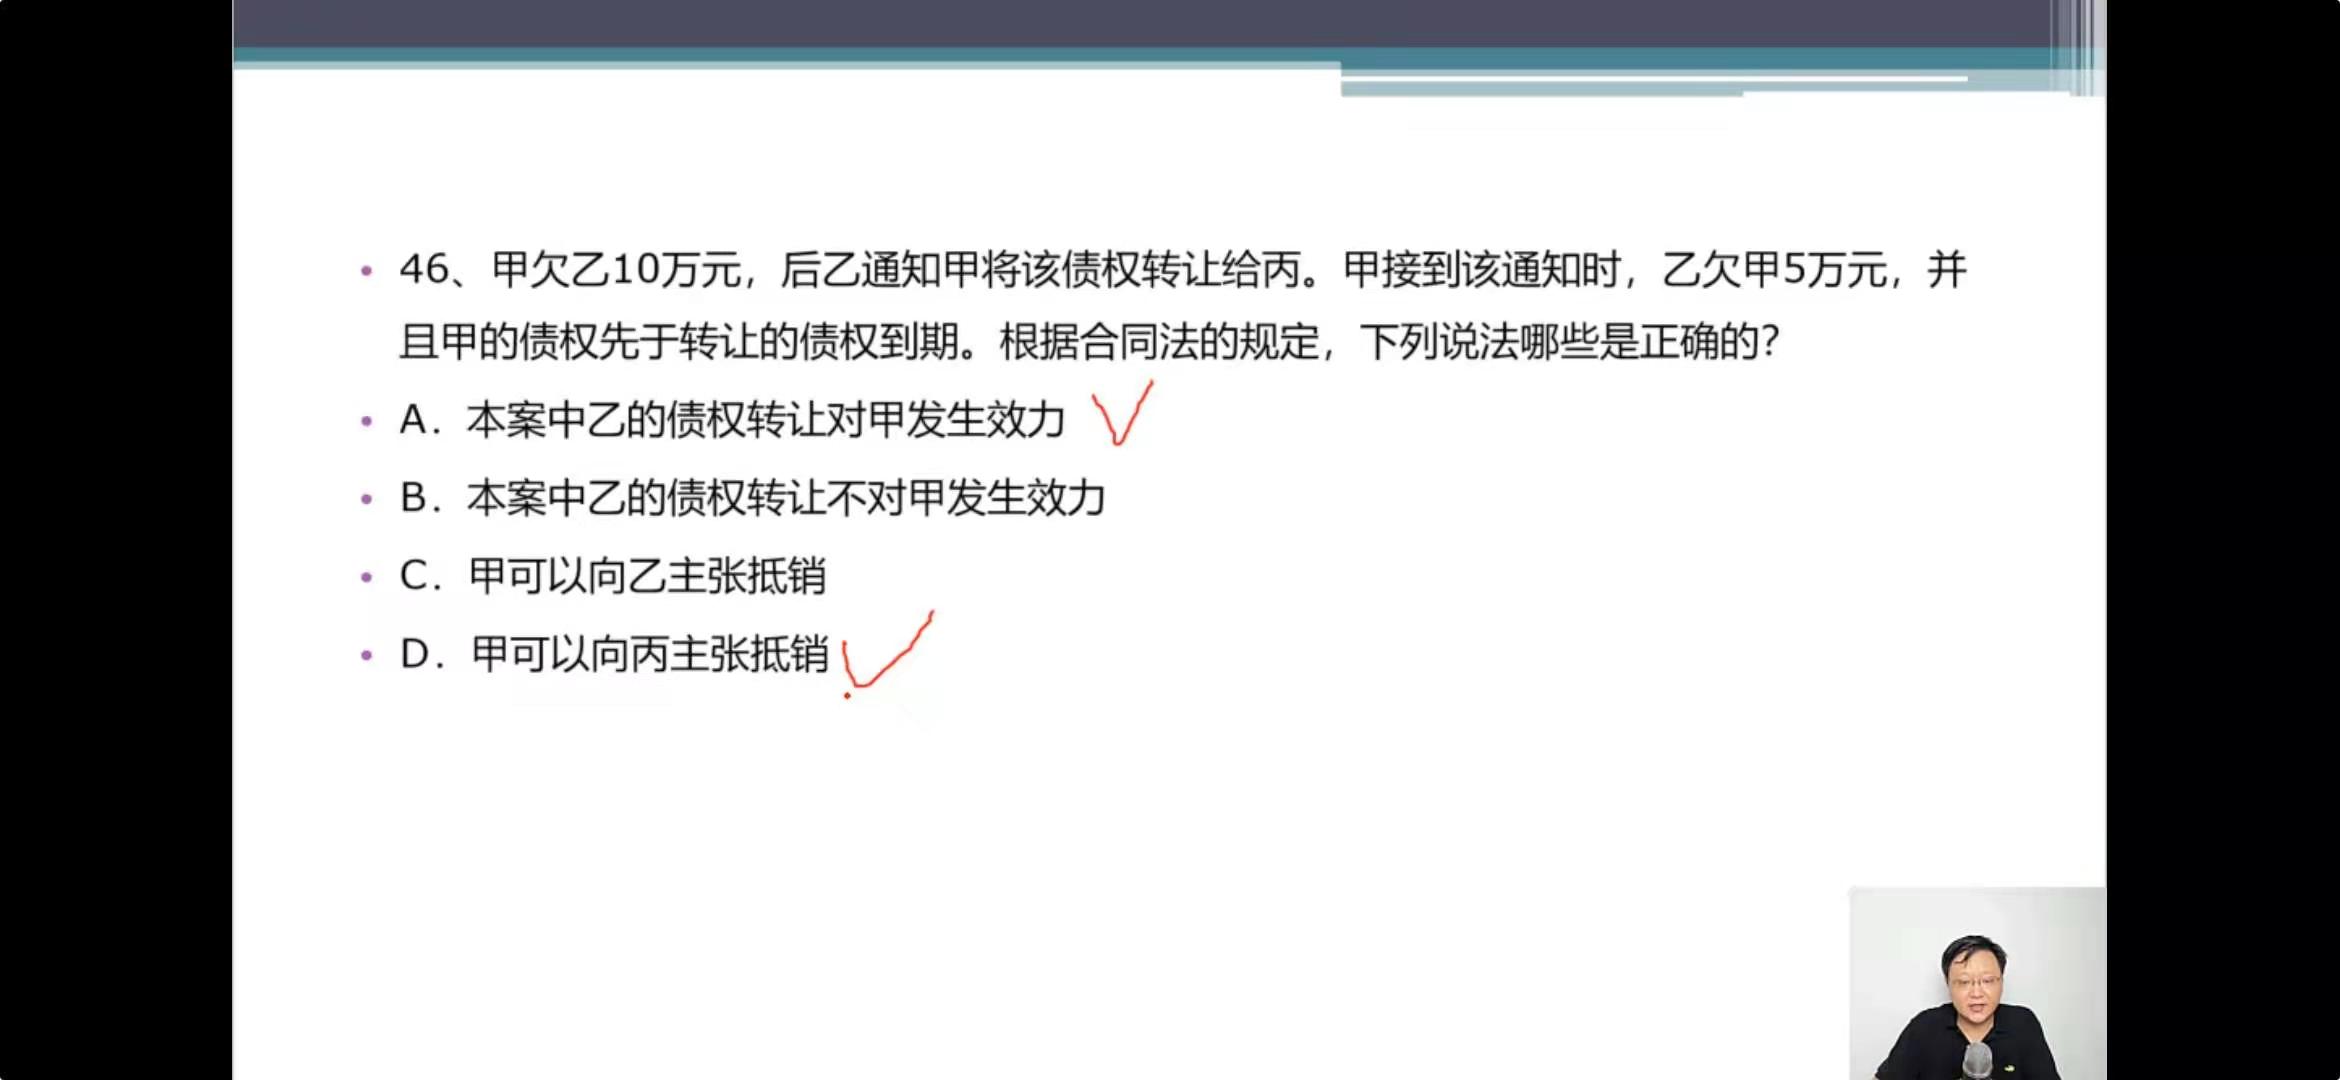 46、甲欠乙10万元，后乙通知甲将该债权转让给丙。甲接到该通知时，乙欠甲5万元，并
且甲的债权先于转让的债权到期。根据合同法的规定，下列说法哪些是正确的？
A．本案中乙的债权转让对甲发生效力
B．本案中乙的债权转让不对甲发生效力
C．甲可以向乙主张抵销
D．甲可以向丙主张抵销